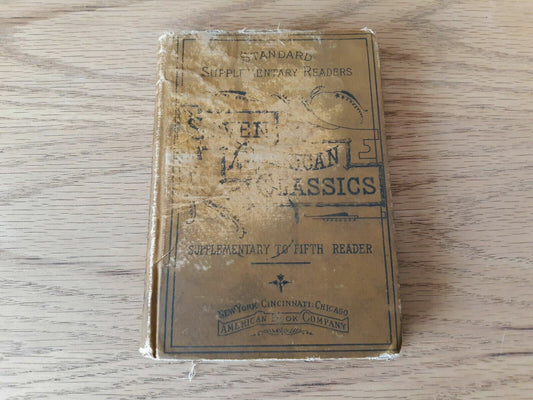 STANDARD
SUPPLEMENTARY READERS
SEVEN
AMERICAN
CLASSICS
SUPPLEMENTARY TO FIFTH READER
NEW YORK·CINCINNATI·CHICAGO
AMERICAN BOOK COMPANY